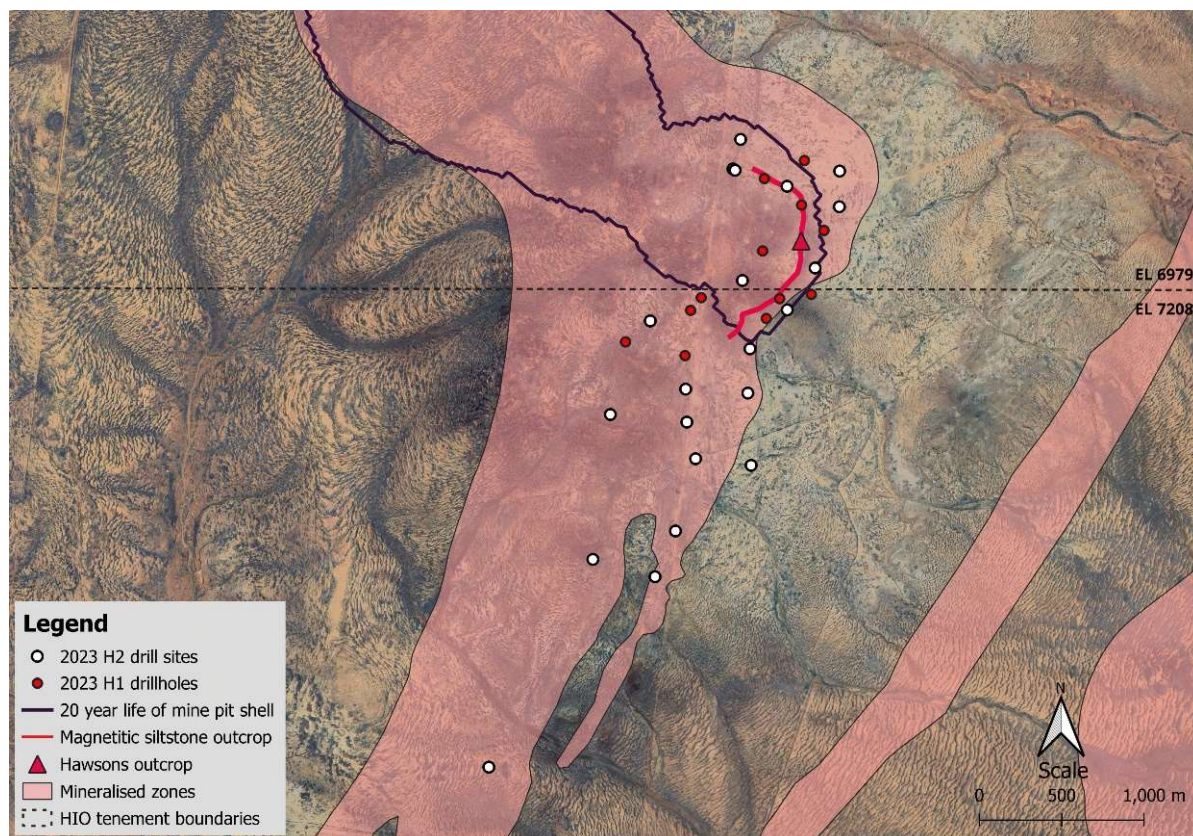 EL 6979
EL 7208
Legend
2023 H2 drill sites
2023 H1 drillholes
20 year life of mine pit shell
Magnetitic siltstone outcrop
Hawsons outcrop
Mineralised zones
HIO tenement boundaries
N
Scale
0 500 1,000 m